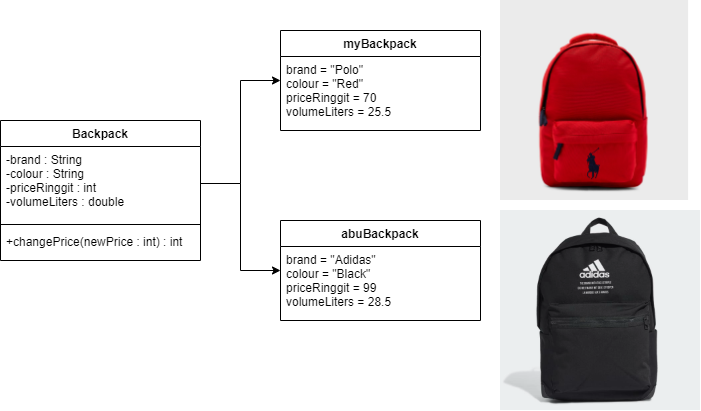 Backpack
-brand : String
-colour : String
-priceRinggit : int
-volumeLiters : double
+changePrice(newPrice : int) : int
myBackpack
brand = "Polo"
colour = "Red"
priceRinggit = 70
volumeLiters = 25.5
abuBackpack
brand = "Adidas"
colour = "Black"
priceRinggit = 99
volumeLiters = 28.5
adidas